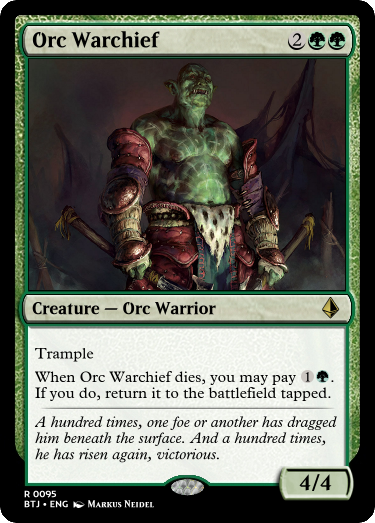 Orc Warchief 2
Creature — Orc Warrior
Trample
When Orc Warchief dies, you may pay 1.
If you do, return it to the battlefield tapped.
A hundred times, one foe or another has dragged
him beneath the surface. And a hundred times,
he has risen again, victorious.
4/4
R 0095
BTJ • ENG Markus Neidel